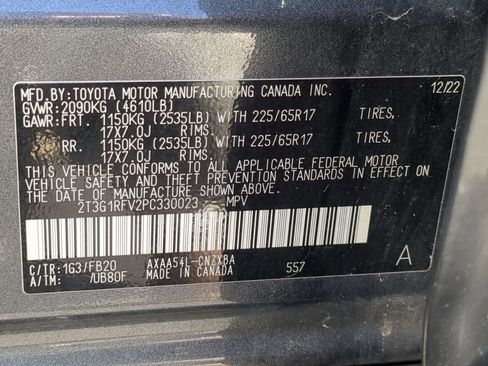 MFD.BY:TOYOTA MOTOR MANUFACTURING CANADA INC. 12/22
GVWR:2090KG (4610LB)
GAWR:FRT. 1150KG (2535LB) WITH 225/65R17 TIRES,
17X7.0J RIMS,
RR. 1150KG (2535LB) WITH 225/65R17 TIRES,
17X7.0J RIMS,
THIS VEHICLE CONFORMS TO ALL APPLICABLE FEDERAL MOTOR
VEHICLE SAFETY AND BUMPER STANDARDS IN EFFECT ON
THE DATE OF MANUFACTURE SHOWN ABOVE.
2T3G1RFV2PC330023 MPV
C/TR:1G3/FB20 AXAA54L-CNZXBA
A/TM: /UB80F MADE IN CANADA 557 A